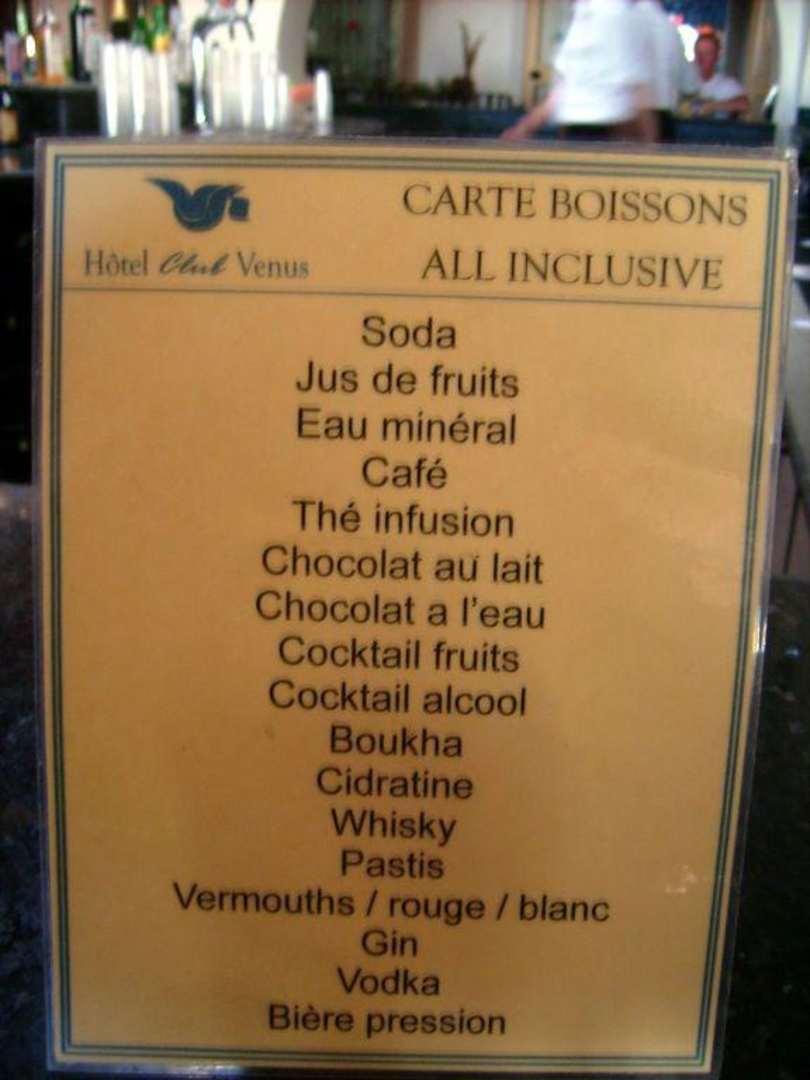 CARTE BOISSONS
Hôtel Club Venus
ALL INCLUSIVE
Soda
Jus de fruits
Eau minéral
Café
Thé infusion
Chocolat au lait
Chocolat a l'eau
Cocktail fruits
Cocktail alcool
Boukha
Cidratine
Whisky
Pastis
Vermouths / rouge / blanc
Gin
Vodka
Bière pression